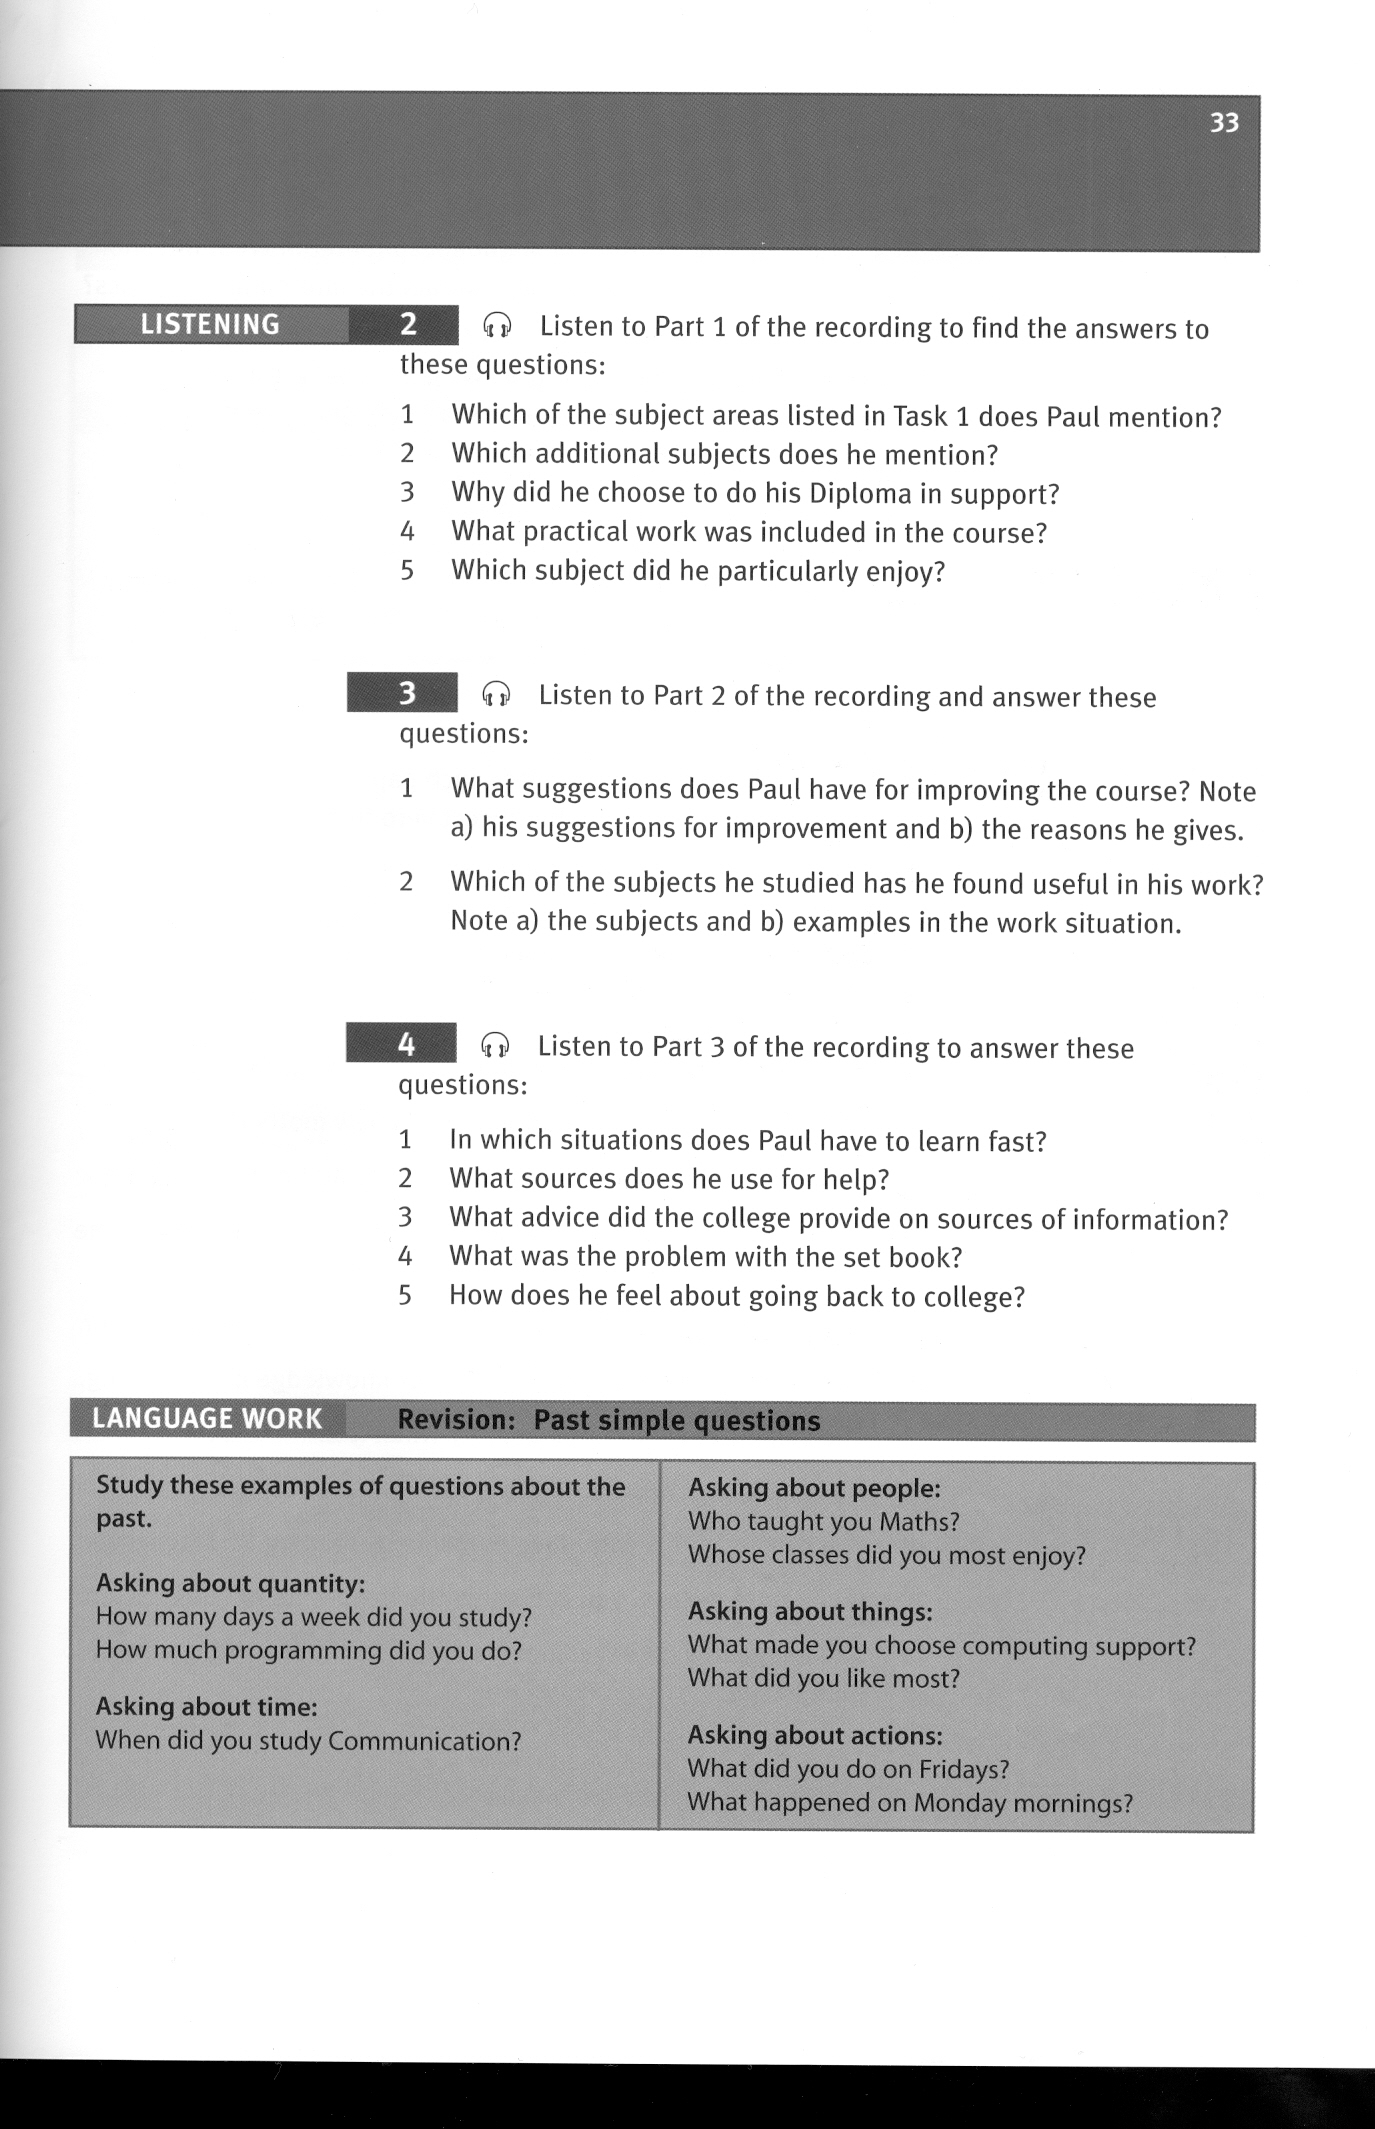 33
LISTENING 2 Listen to Part 1 of the recording to find the answers to
these questions:
1 Which of the subject areas listed in Task 1 does Paul mention?
2 Which additional subjects does he mention?
3 Why did he choose to do his Diploma in support?
4 What practical work was included in the course?
5 Which subject did he particularly enjoy?
3 Listen to Part 2 of the recording and answer these
questions:
1 What suggestions does Paul have for improving the course? Note
a) his suggestions for improvement and b) the reasons he gives.
2 Which of the subjects he studied has he found useful in his work?
Note a) the subjects and b) examples in the work situation.
4 Listen to Part 3 of the recording to answer these
questions:
1 In which situations does Paul have to learn fast?
2 What sources does he use for help?
3 What advice did the college provide on sources of information?
4 What was the problem with the set book?
5 How does he feel about going back to college?
LANGUAGE WORK Revision: Past simple questions
Study these examples of questions about the
past.
Asking about quantity:
How many days a week did you study?
How much programming did you do?
Asking about time:
When did you study Communication?
Asking about people:
Who taught you Maths?
Whose classes did you most enjoy?
Asking about things:
What made you choose computing support?
What did you like most?
Asking about actions:
What did you do on Fridays?
What happened on Monday mornings?